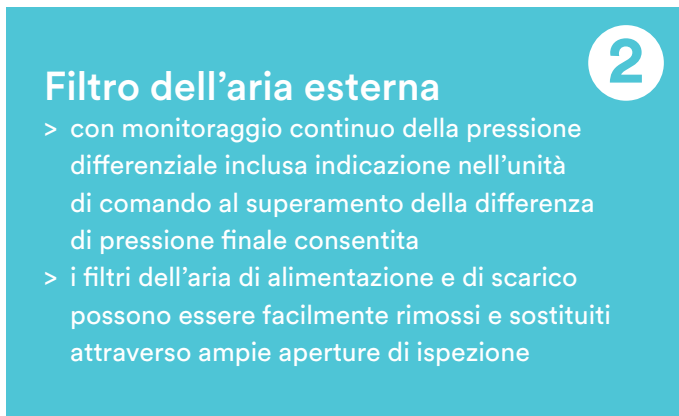 2
Filtro dell’aria esterna
> con monitoraggio continuo della pressione
differenziale inclusa indicazione nell’unità
di comando al superamento della differenza
di pressione finale consentita
> i filtri dell’aria di alimentazione e di scarico
possono essere facilmente rimossi e sostituiti
attraverso ampie aperture di ispezione